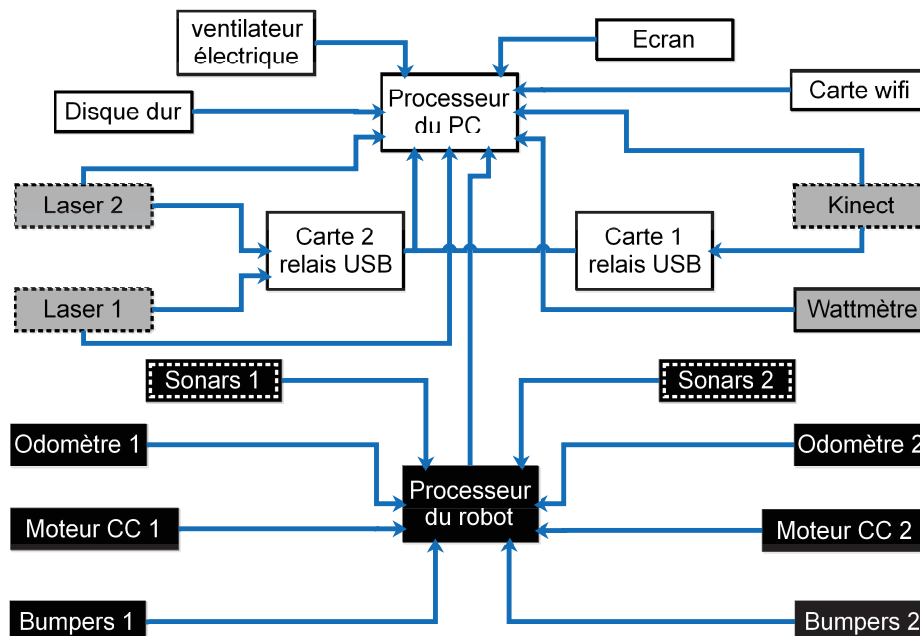 ventilateur
électrique
Ecran
Disque dur
Processeur
du PC
Carte wifi
Laser 2
Kinect
Carte 2
relais USB
Carte 1
relais USB
Laser 1
Wattmètre
Sonars 1
Sonars 2
Odomètre 1
Odomètre 2
Processeur
du robot
Moteur CC 1
Moteur CC 2
Bumpers 1
Bumpers 2